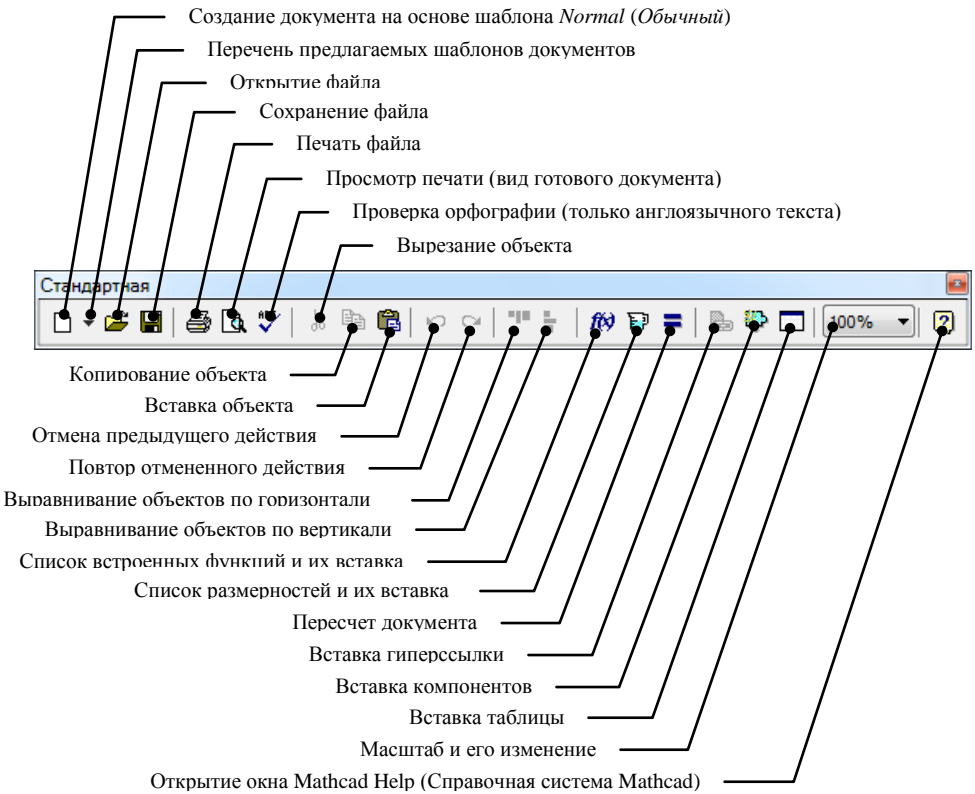 Создание документа на основе шаблона Normal (Обычный)
Перечень предлагаемых шаблонов документов
Открытие файла
Сохранение файла
Печать файла
Просмотр печати (вид готового документа)
Проверка орфографии (только англоязычного текста)
Вырезание объекта
Стандартная
f(x)
100%
Копирование объекта
Вставка объекта
Отмена предыдущего действия
Повтор отмененного действия
Выравнивание объектов по горизонтали
Выравнивание объектов по вертикали
Список встроенных функций и их вставка
Список размерностей и их вставка
Пересчет документа
Вставка гиперссылки
Вставка компонентов
Вставка таблицы
Масштаб и его изменение
Открытие окна Mathcad Help (Справочная система Mathcad)